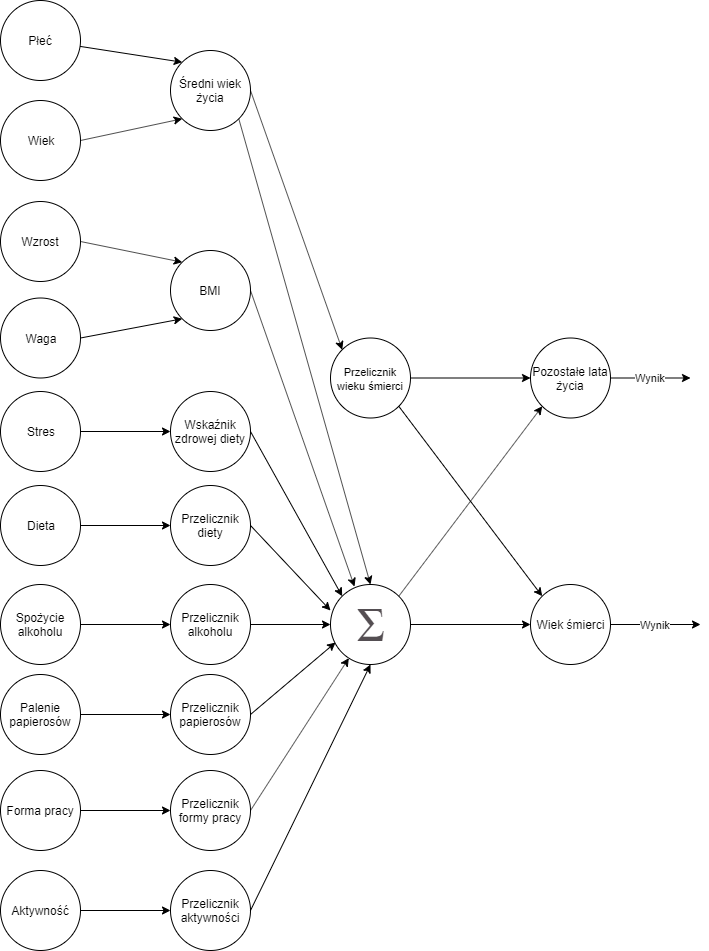 Płeć
Średni wiek
życia
Wiek
Wzrost
BMI
Waga
Przelicznik
wieku śmierci
Pozostałe lata
życia
Wynik
Stres
Wskaźnik
zdrowej diety
Dieta
Przelicznik
diety
Spożycie
alkoholu
Przelicznik
alkoholu
Σ
Wiek śmierci
Wynik
Palenie
papierosów
Przelicznik
papierosów
Forma pracy
Przelicznik
formy pracy
Aktywność
Przelicznik
aktywności